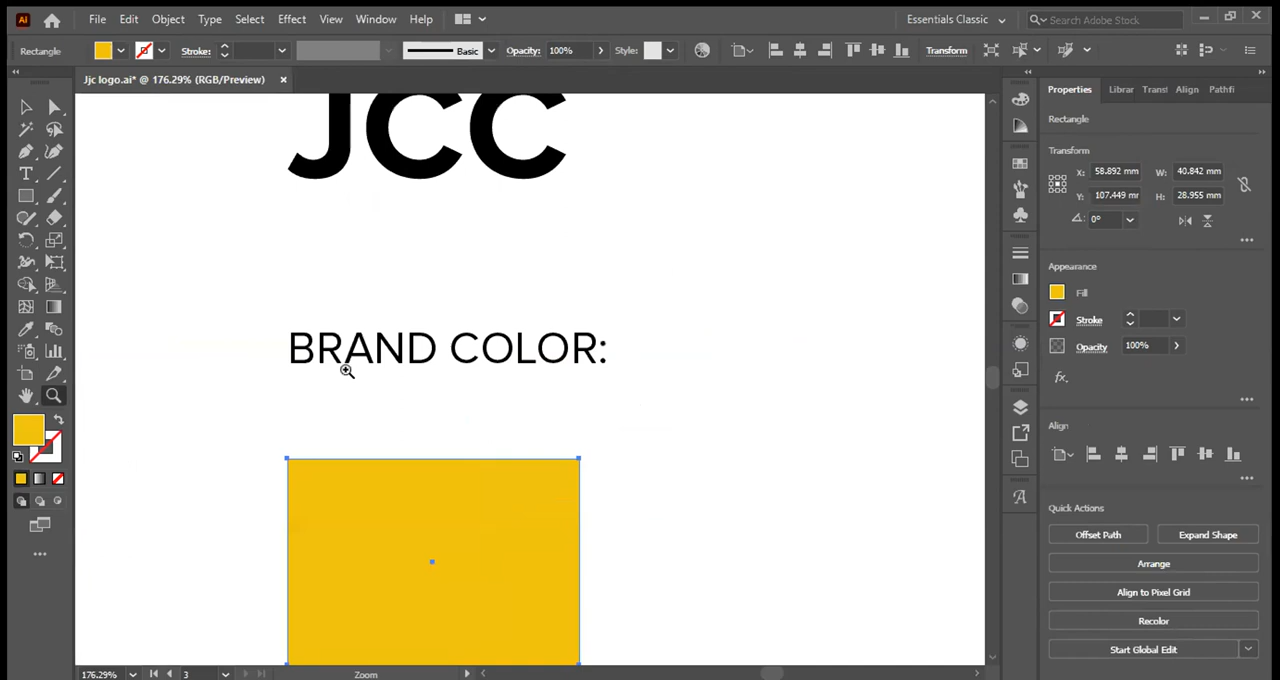 Ai File Edit Object Type Select Effect View Window Help Essentials Classic Search Adobe Stock
Rectangle Stroke: Basic Opacity: 100% Style: Transform
Jjc logo.ai* @ 176.29% (RGB/Preview)
Properties Librar Transt Align Pathfi
JCC
BRAND COLOR:
Rectangle
Transform
X: 58.892 mm W: 40.842 mm
Y: 107.449 mm H: 28.955 mm
0°
Appearance
Fill
Stroke
Opacity 100%
fx.
Align
Quick Actions
Offset Path Expand Shape
Arrange
Align to Pixel Grid
Recolor
Start Global Edit
176.29% 3 Zoom